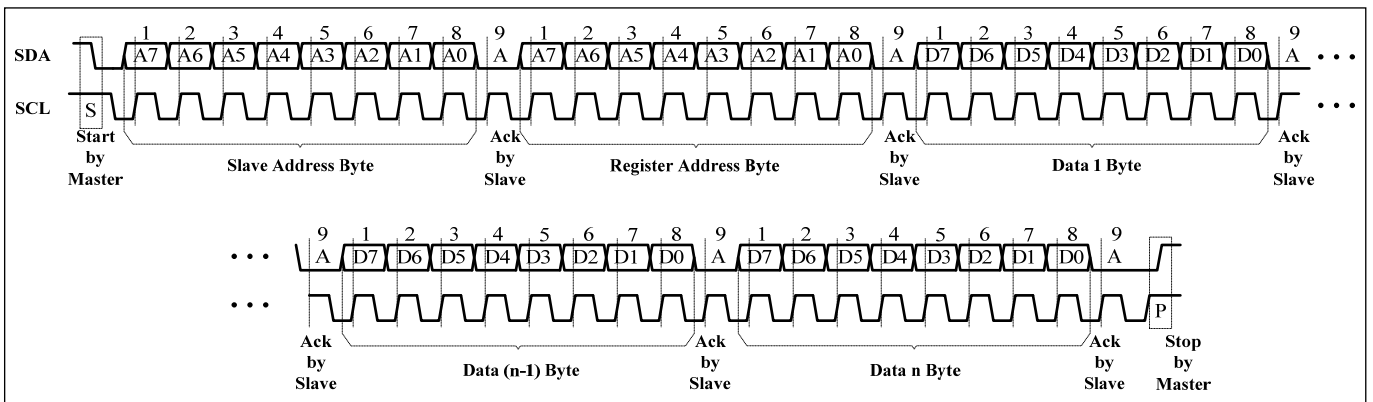 1 2 3 4 5 6 7 8 9 1 2 3 4 5 6 7 8 9 1 2 3 4 5 6 7 8 9
SDA A7 A6 A5 A4 A3 A2 A1 A0 A A7 A6 A5 A4 A3 A2 A1 A0 A D7 D6 D5 D4 D3 D2 D1 D0 A • • •
SCL S • • •
Start by Master
Slave Address Byte
Ack by Slave
Register Address Byte
Ack by Slave
Data 1 Byte
Ack by Slave
9 1 2 3 4 5 6 7 8 9 1 2 3 4 5 6 7 8 9
• • • A D7 D6 D5 D4 D3 D2 D1 D0 A D7 D6 D5 D4 D3 D2 D1 D0 A
• • • P
Ack by Slave
Data (n-1) Byte
Ack by Slave
Data n Byte
Ack by Slave
Stop by Master